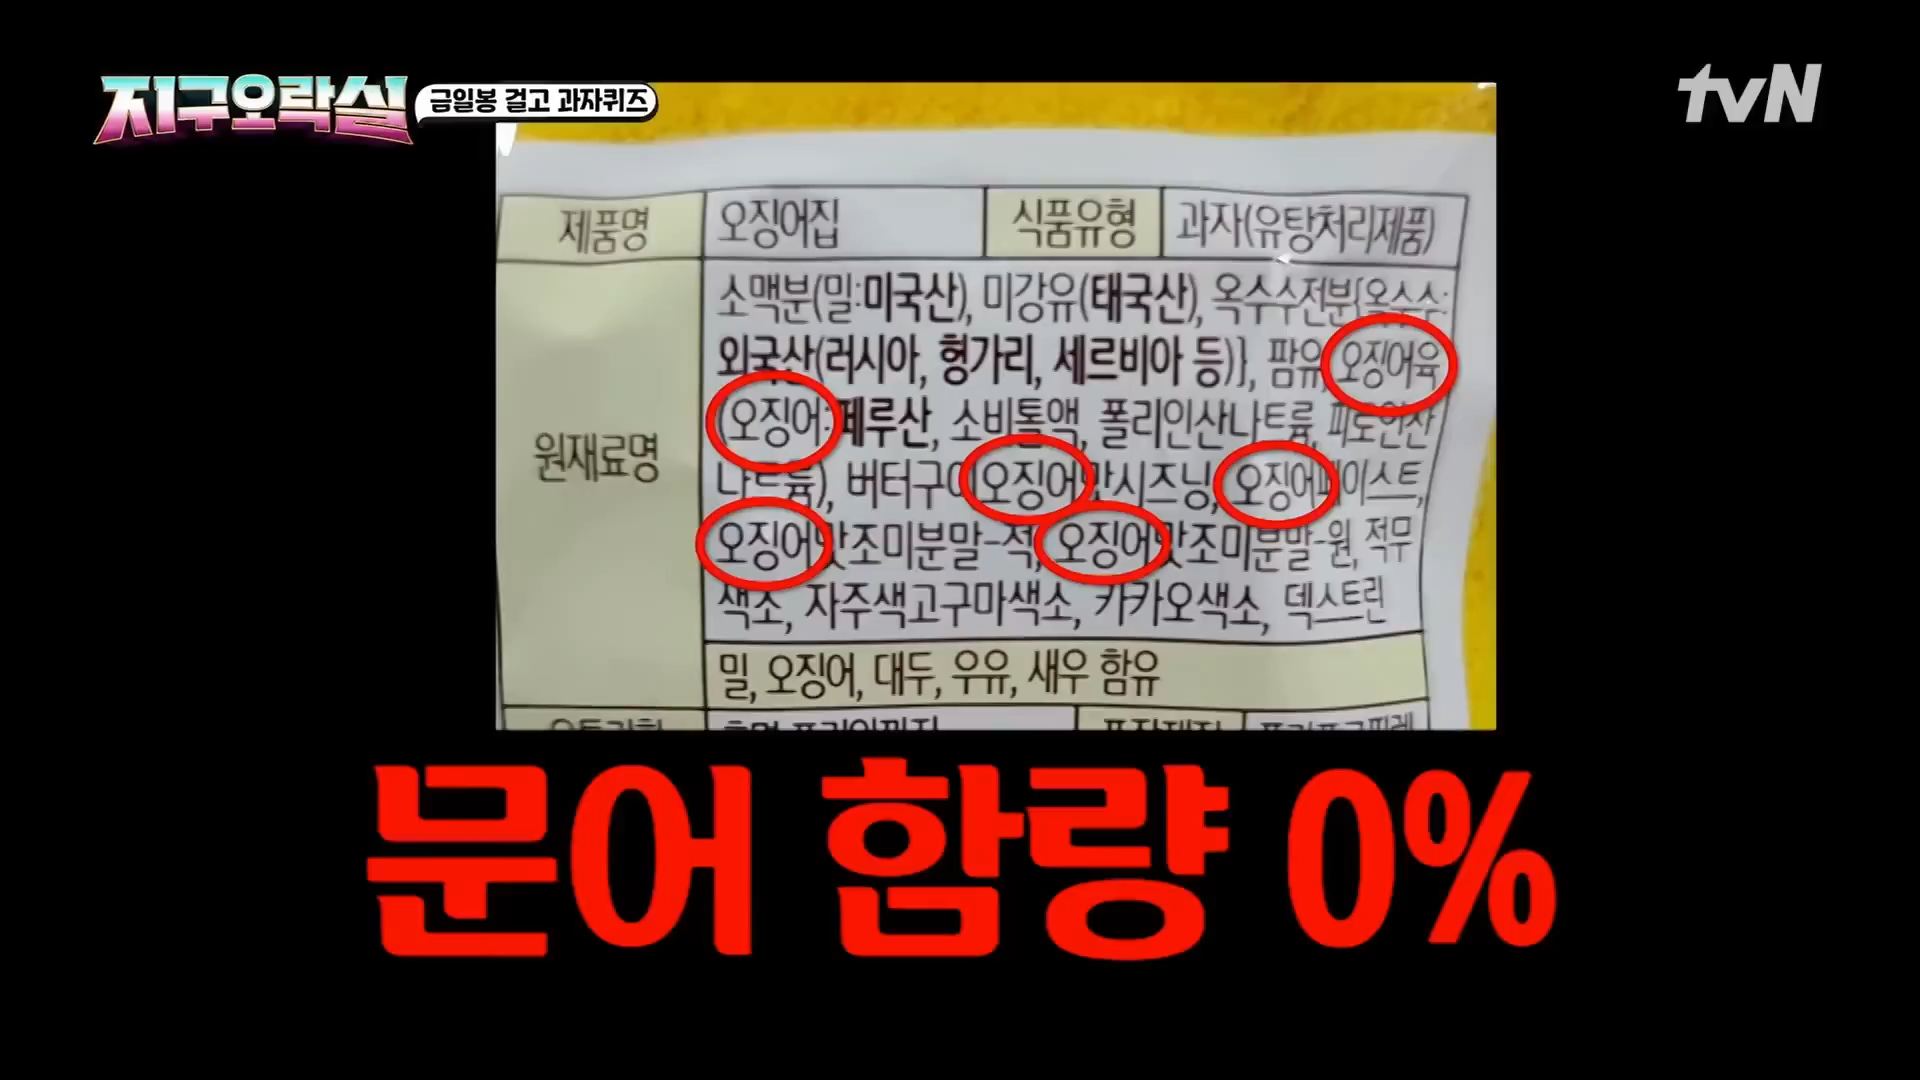 지구오락실
금일봉 걸고 과자퀴즈
tvN
제품명 오징어집 식품유형 과자(유탕처리제품)
원재료명
소맥분(밀:미국산), 미강유(태국산), 옥수수전분{옥수수:
외국산(러시아, 헝가리, 세르비아 등)}, 팜유, 오징어육
(오징어:페루산, 소비톨액, 폴리인산나트륨, 피로인산
나트륨), 버터구이오징어맛시즈닝, 오징어페이스트,
오징어맛조미분말-적, 오징어맛조미분말-원, 적무
색소, 자주색고구마색소, 카카오색소, 덱스트린
밀, 오징어, 대두, 우유, 새우 함유
문어 함량 0%